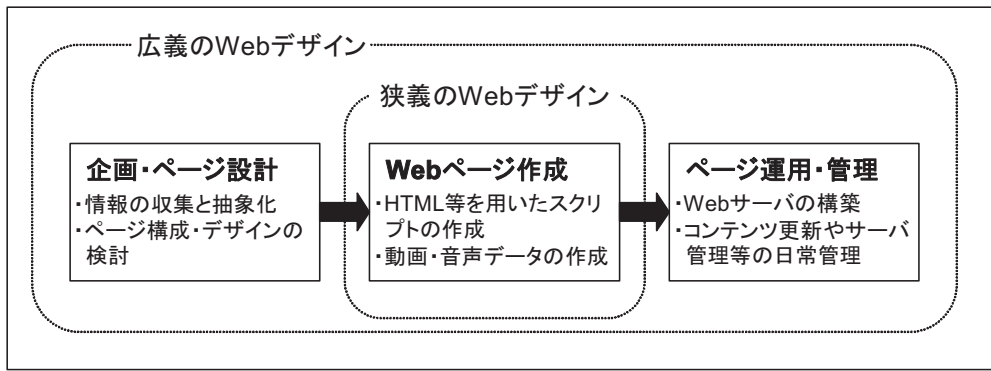 広義のWebデザイン
狭義のWebデザイン
企画・ページ設計
・情報の収集と抽象化
・ページ構成・デザインの
検討
Webページ作成
・HTML等を用いたスクリ
プトの作成
・動画・音声データの作成
ページ運用・管理
・Webサーバの構築
・コンテンツ更新やサーバ
管理等の日常管理